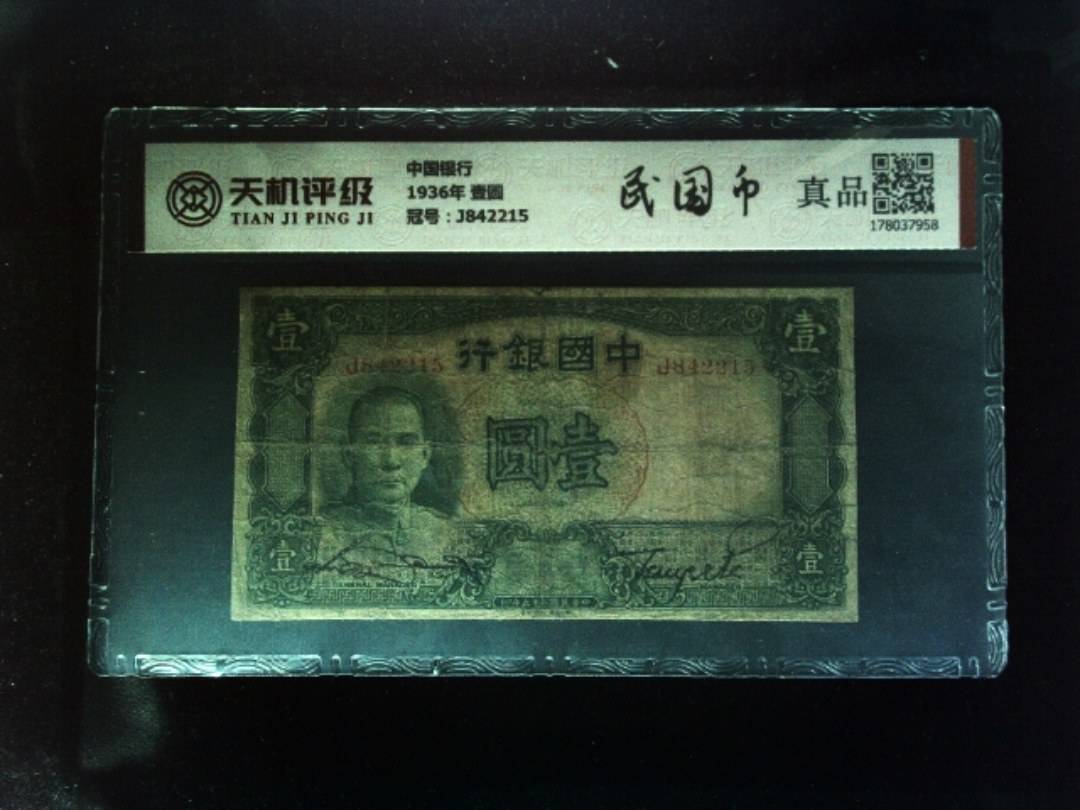 天机评级
TIAN JI PING JI
中国银行
1936年 壹圆
冠号：J842215
民国币
真品
178037958
壹
壹
行銀國中
J842215
J842215
圓壹
壹
壹